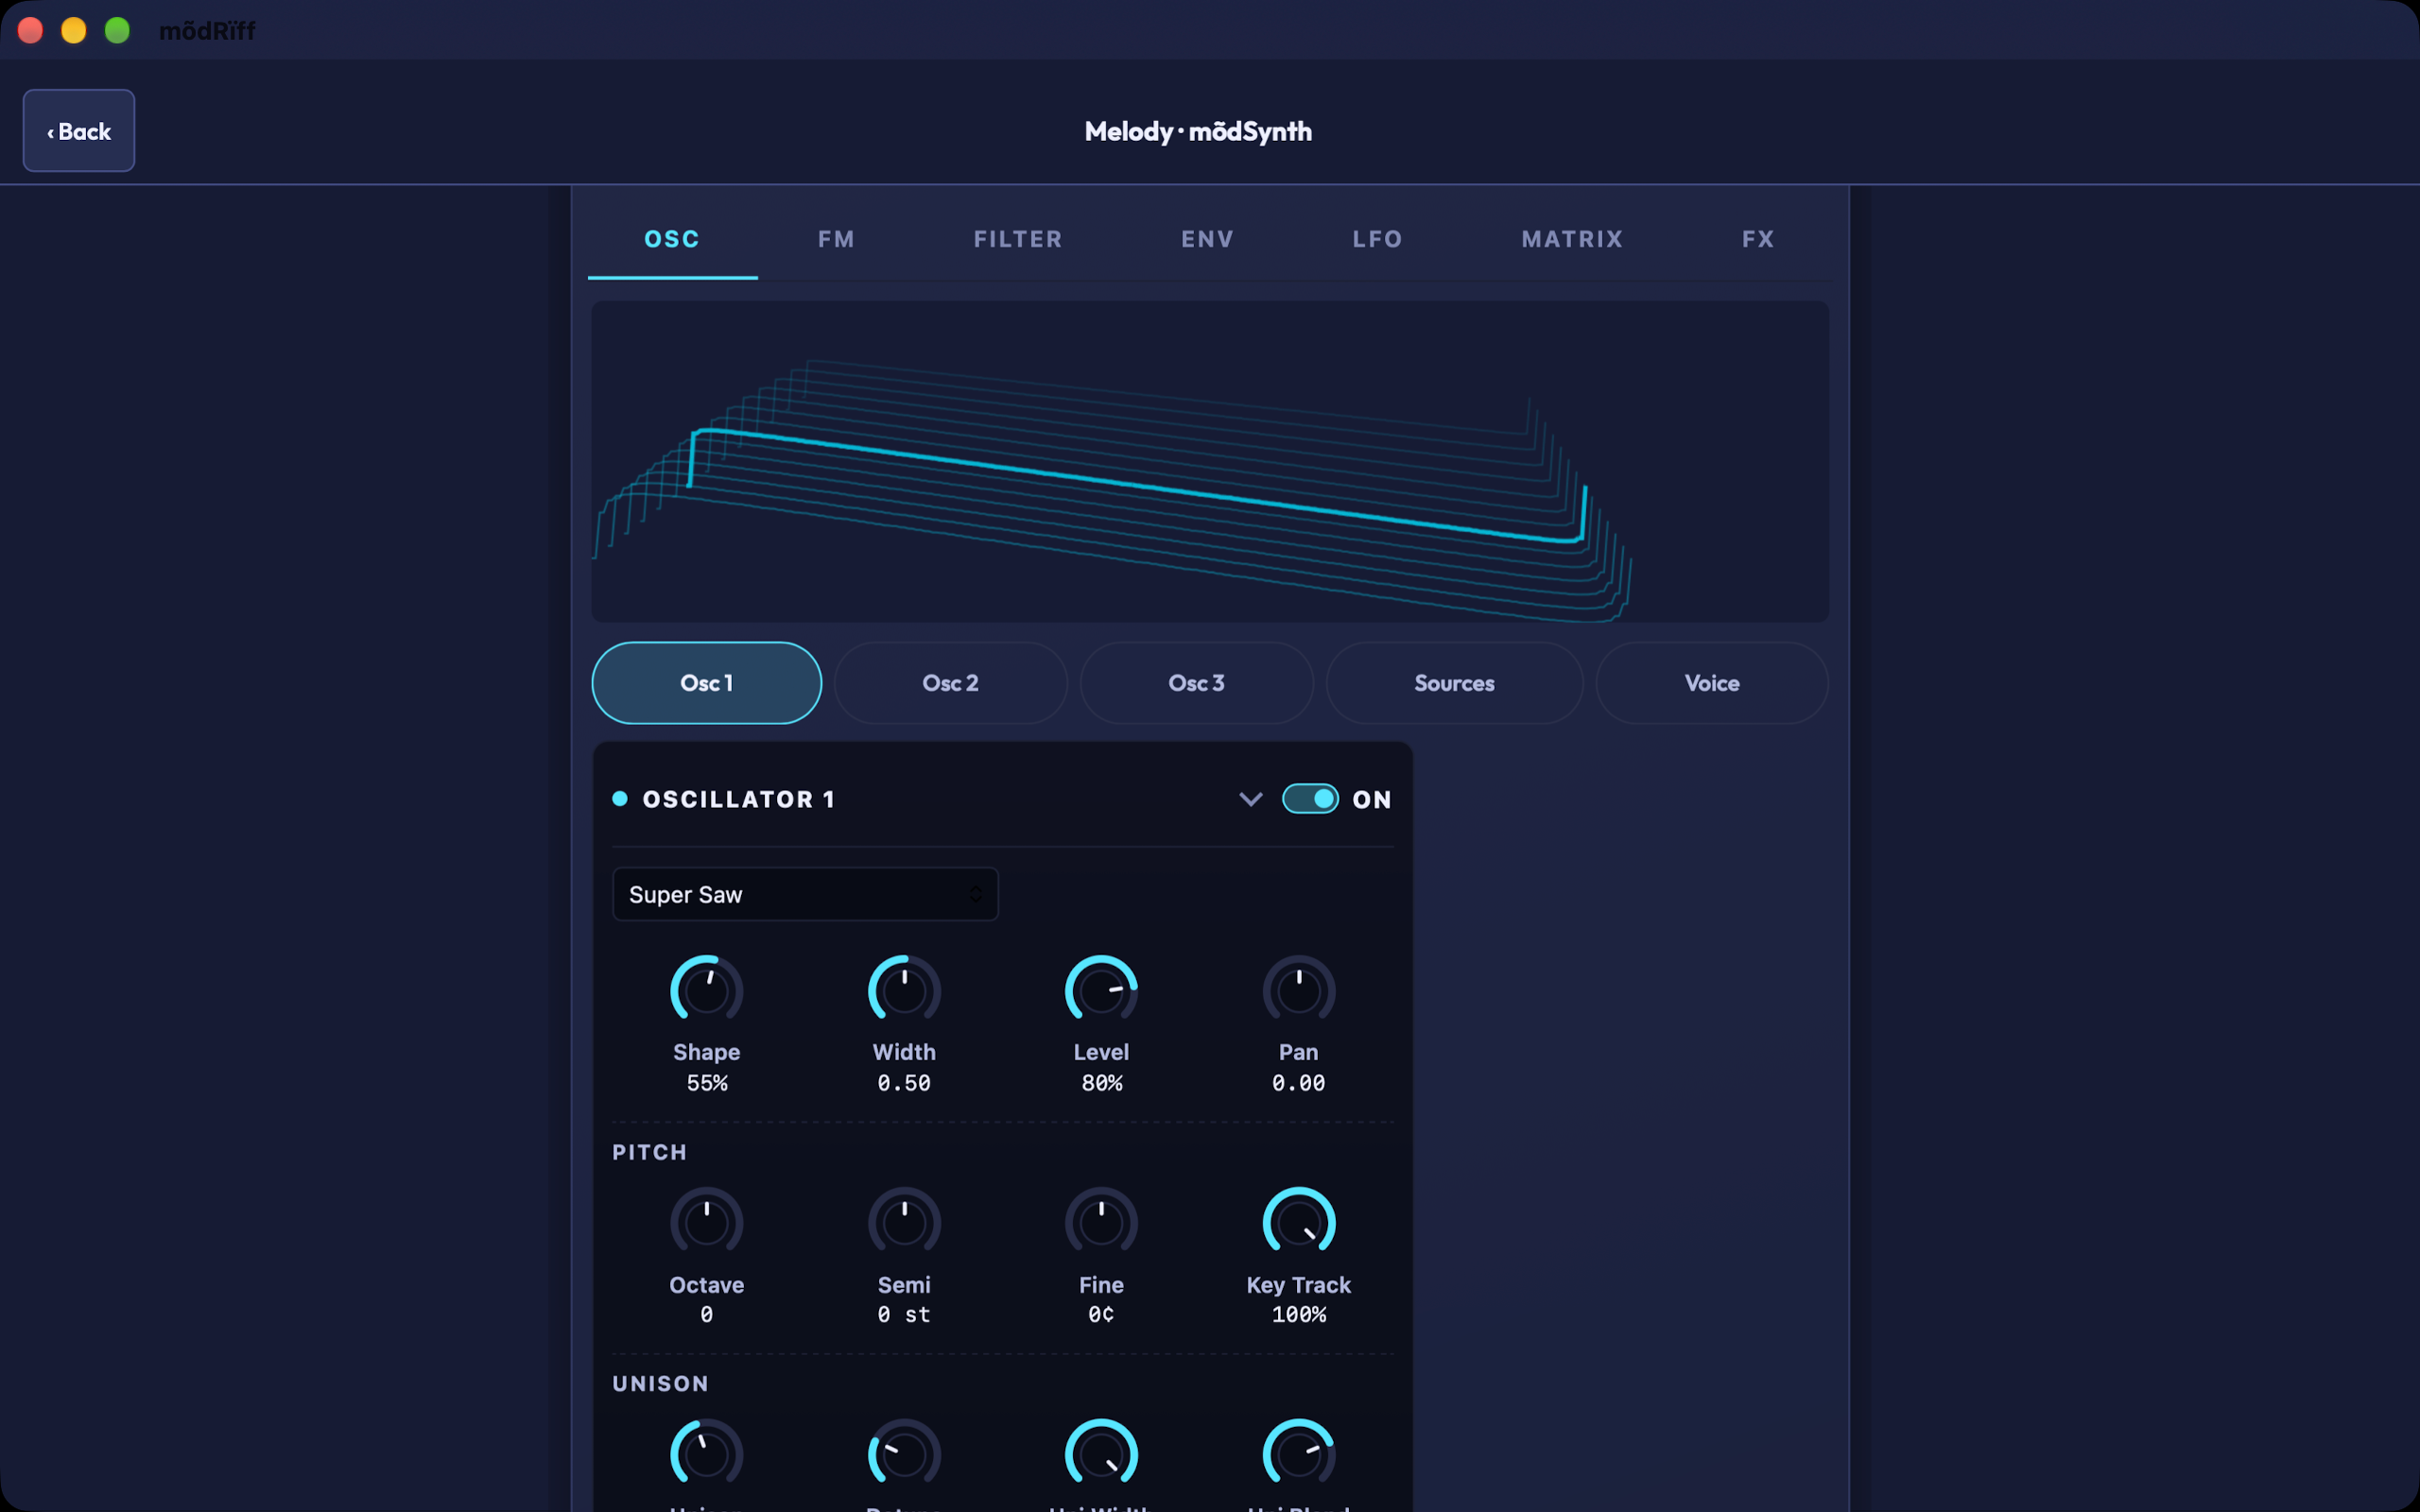 mõdRïff
‹ Back
Melody · mõdSynth
OSC FM FILTER ENV LFO MATRIX FX
Osc 1 Osc 2 Osc 3 Sources Voice
OSCILLATOR 1 ON
Super Saw
Shape Width Level Pan
55% 0.50 80% 0.00
PITCH
Octave Semi Fine Key Track
0 0 st 0¢ 100%
UNISON